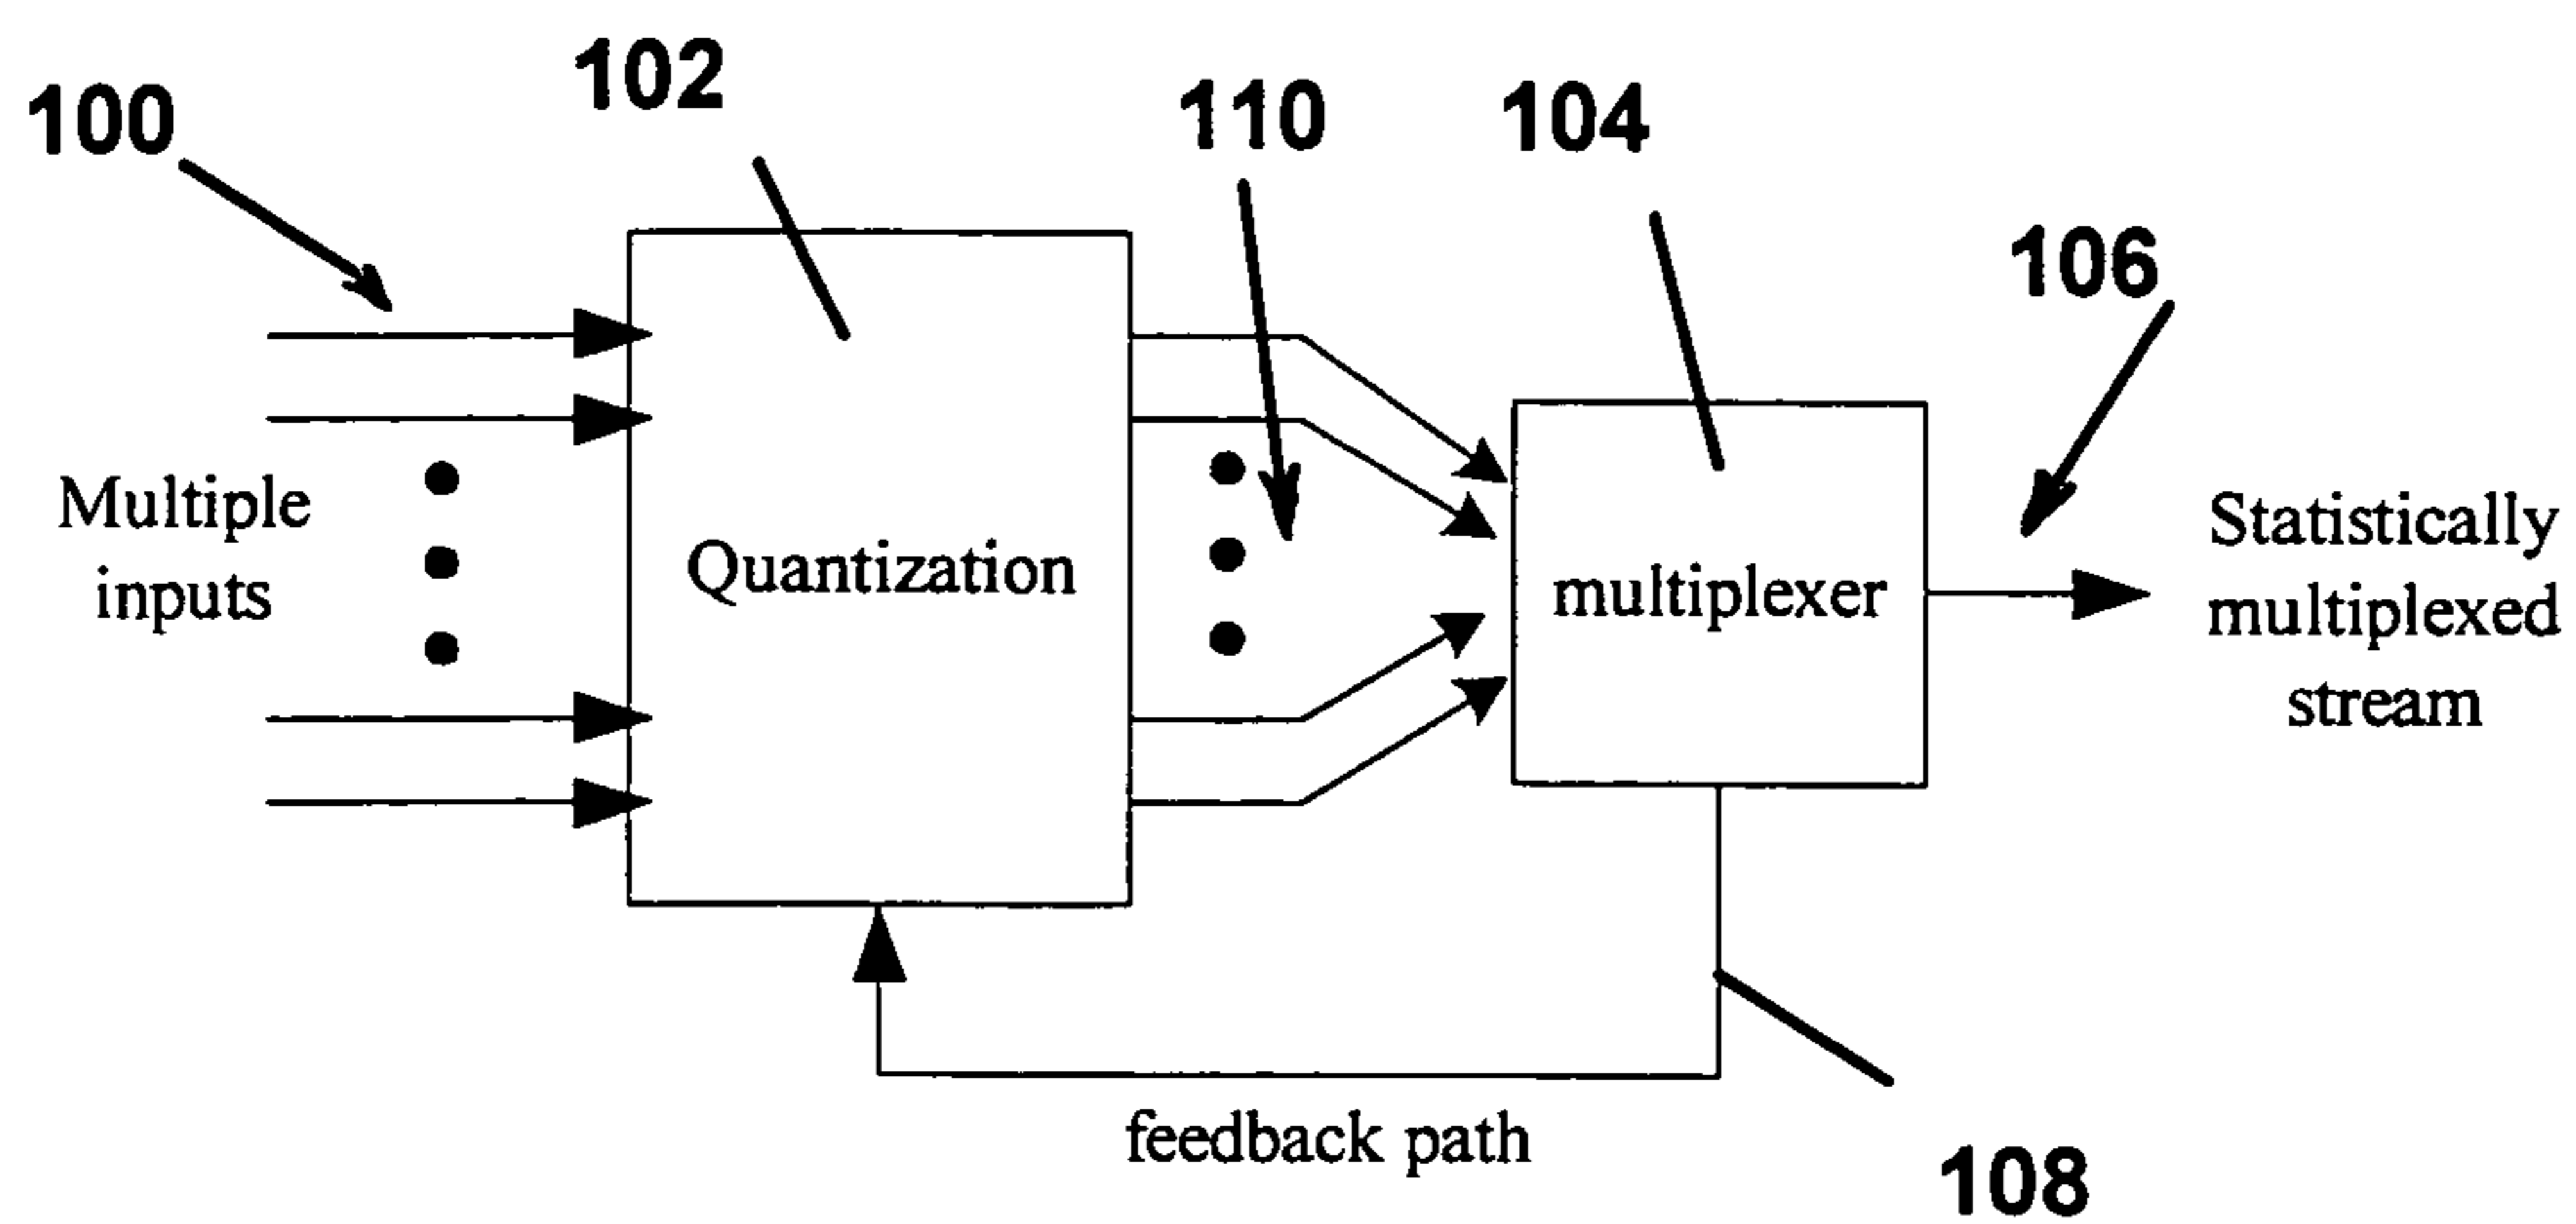 100
102
110
104
106
Multiple
inputs
Quantization
multiplexer
Statistically
multiplexed
stream
feedback path
108